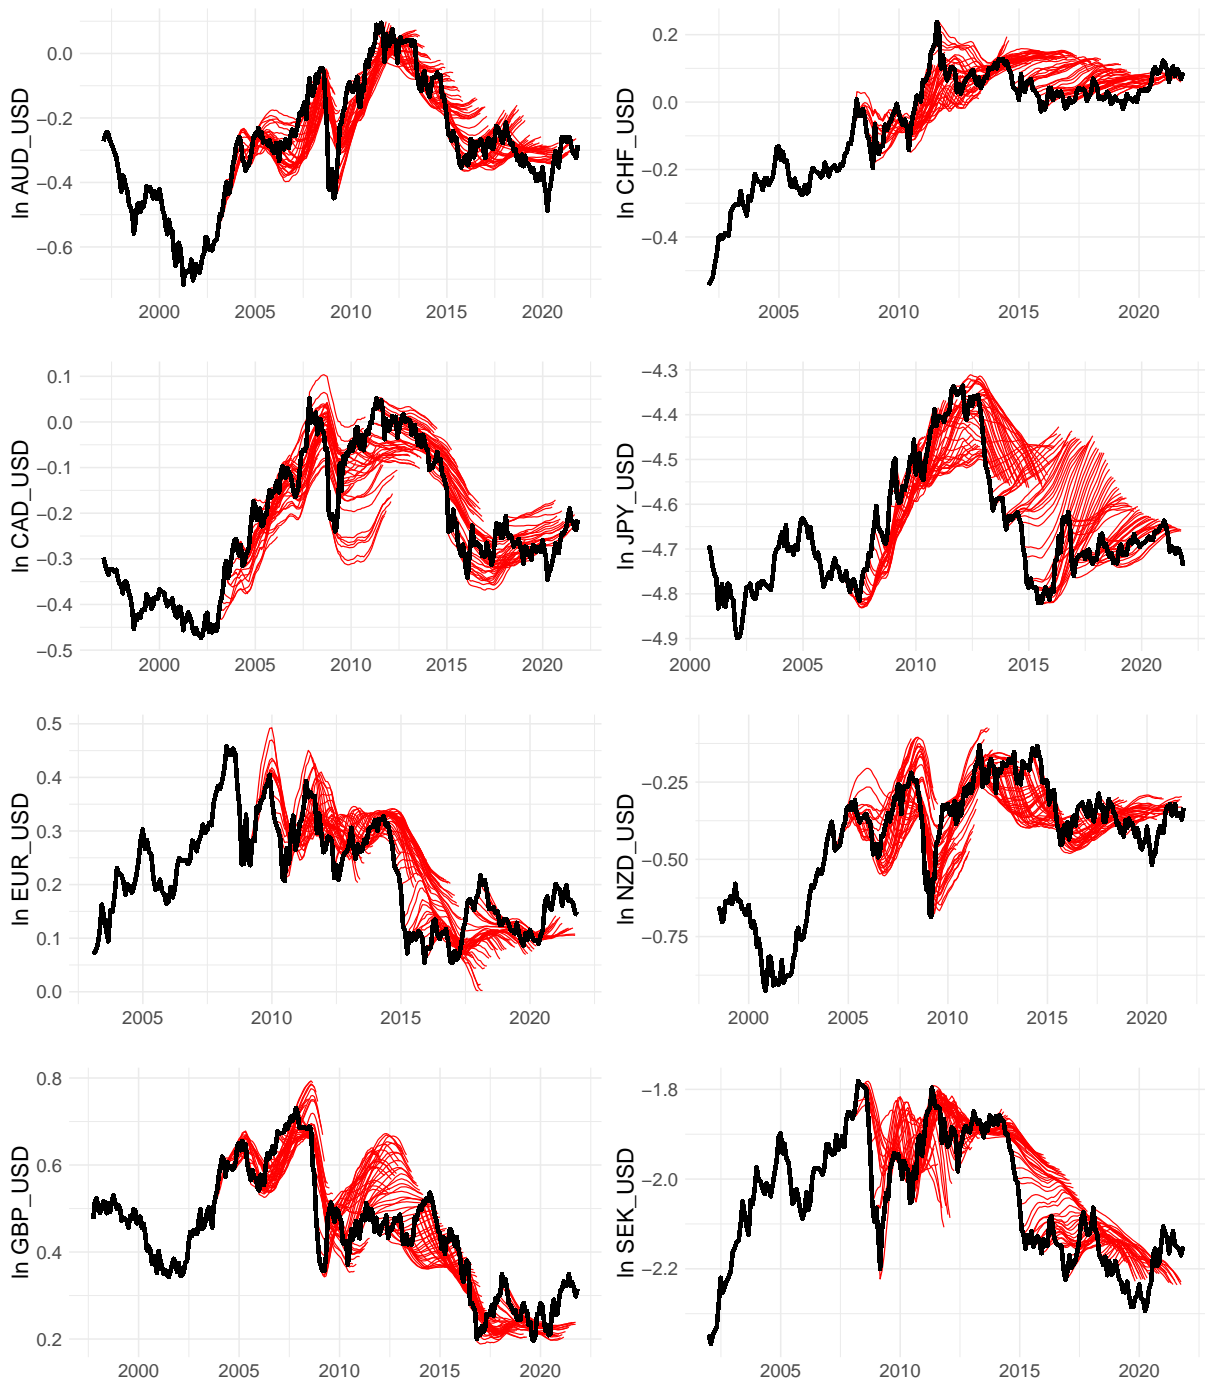 ln AUD_USD
0.0
−0.2
−0.4
−0.6
2000 2005 2010 2015 2020
ln CHF_USD
0.2
0.0
−0.2
−0.4
2005 2010 2015 2020
ln CAD_USD
0.1
0.0
−0.1
−0.2
−0.3
−0.4
−0.5
2000 2005 2010 2015 2020
ln JPY_USD
−4.3
−4.4
−4.5
−4.6
−4.7
−4.8
−4.9
2000 2005 2010 2015 2020
ln EUR_USD
0.5
0.4
0.3
0.2
0.1
0.0
2005 2010 2015 2020
ln NZD_USD
−0.25
−0.50
−0.75
2000 2005 2010 2015 2020
ln GBP_USD
0.8
0.6
0.4
0.2
2000 2005 2010 2015 2020
ln SEK_USD
−1.8
−2.0
−2.2
2005 2010 2015 2020